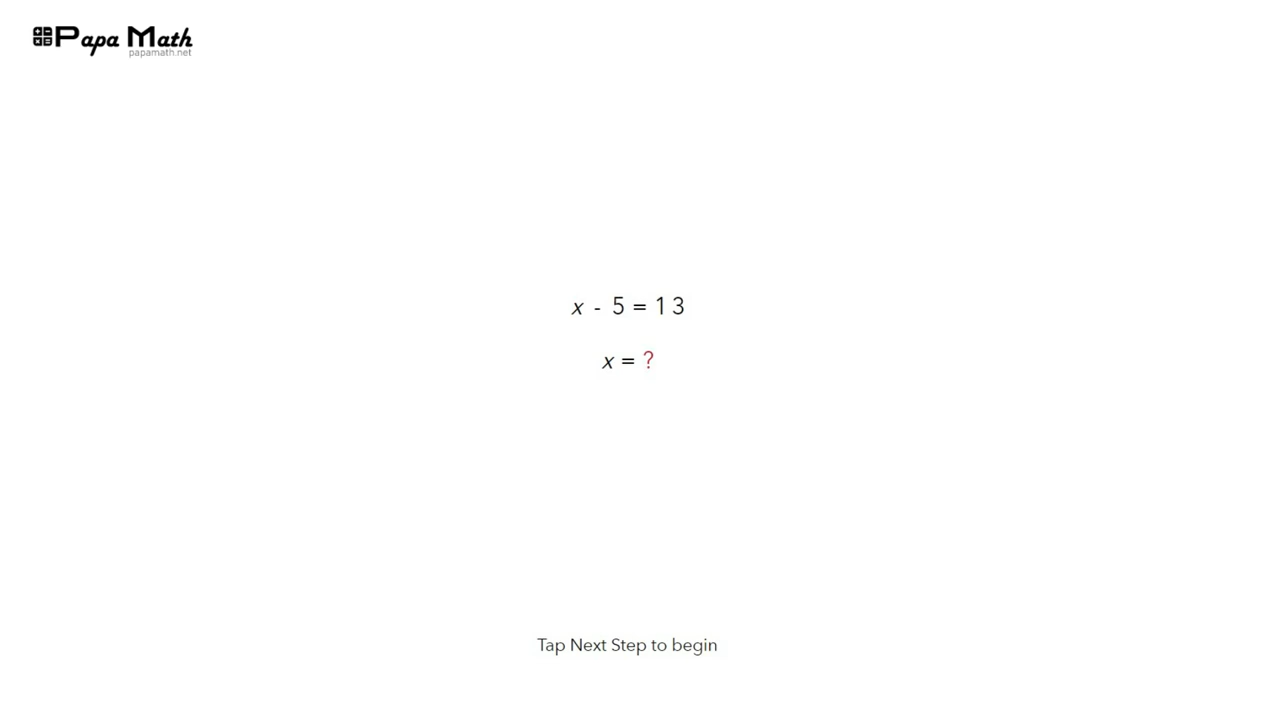 Papa Math
papamath.net
x - 5 = 13
x = ?
Tap Next Step to begin